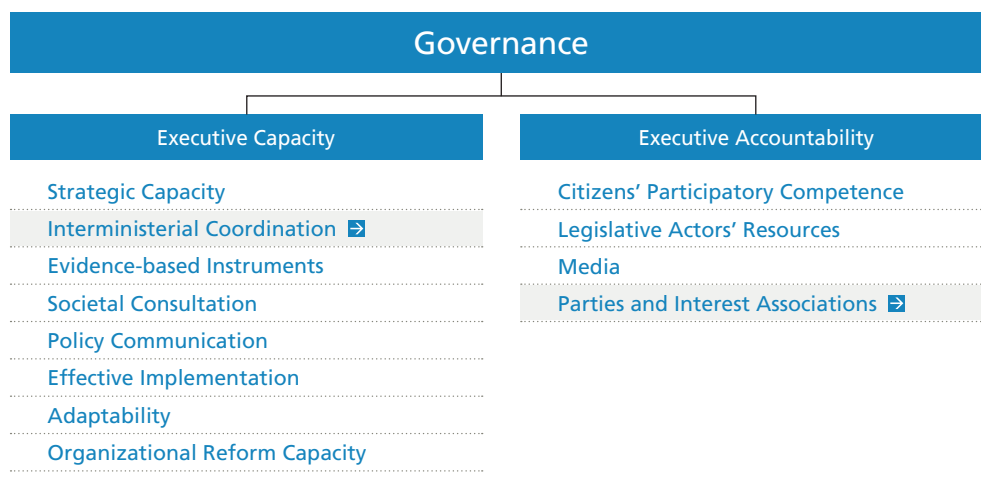 Governance
Executive Capacity
Strategic Capacity
Interministerial Coordination
Evidence-based Instruments
Societal Consultation
Policy Communication
Effective Implementation
Adaptability
Organizational Reform Capacity
Executive Accountability
Citizens’ Participatory Competence
Legislative Actors’ Resources
Media
Parties and Interest Associations